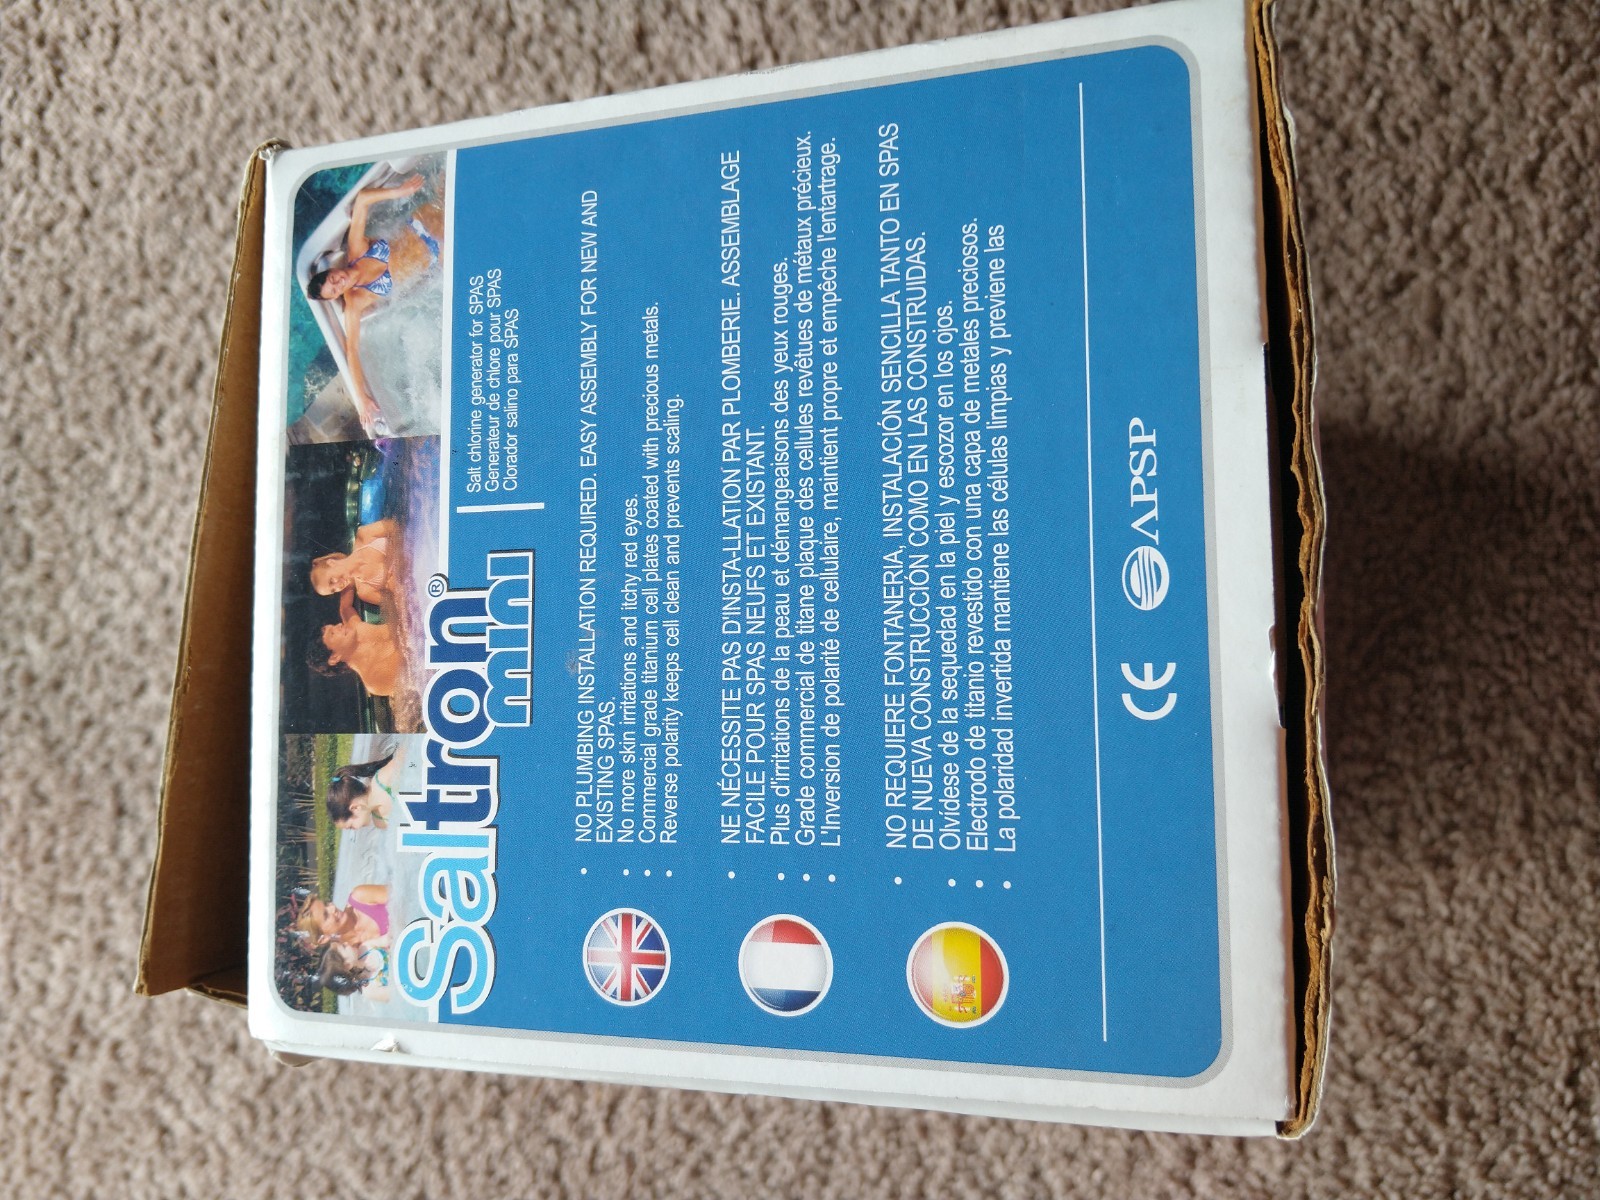 Saltron®
mini
Salt chlorine generator for SPAS
Generateur de chlore pour SPAS
Clorador salino para SPAS
• NO PLUMBING INSTALLATION REQUIRED. EASY ASSEMBLY FOR NEW AND
EXISTING SPAS.
• No more skin irritations and itchy red eyes.
• Commercial grade titanium cell plates coated with precious metals.
• Reverse polarity keeps cell clean and prevents scaling.
• NE NÉCESSITE PAS D'INSTA-LLATION PAR PLOMBERIE. ASSEMBLAGE
FACILE POUR SPAS NEUFS ET EXISTANT.
• Plus d'irritations de la peau et démangeaisons des yeux rouges.
• Grade commercial de titane plaque des cellules revêtues de métaux précieux.
• L'Inversion de polarité de cellulaire, maintient propre et empêche l'entartrage.
• NO REQUIERE FONTANERIA, INSTALACIÓN SENCILLA TANTO EN SPAS
DE NUEVA CONSTRUCCIÓN COMO EN LAS CONSTRUIDAS.
• Olvídese de la sequedad en la piel y escozor en los ojos.
• Electrodo de titanio revestido con una capa de metales preciosos.
• La polaridad invertida mantiene las células limpias y previene las
CE APSP